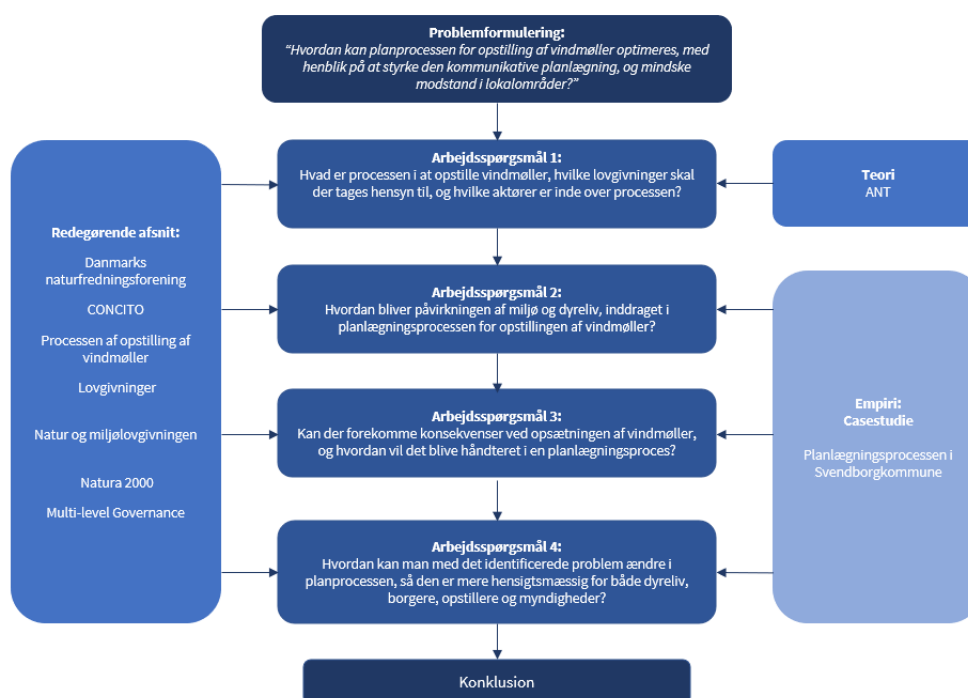 Problemformulering:
"Hvordan kan planprocessen for opstilling af vindmøller optimeres, med
henblik på at styrke den kommunikative planlægning, og mindske
modstand i lokalområder?"
Redegørende afsnit:
Danmarks
naturfredningsforening
CONCITO
Processen af opstilling af
vindmøller
Lovgivninger
Natur og miljølovgivningen
Natura 2000
Multi-level Governance
Arbejdsspørgsmål 1:
Hvad er processen i at opstille vindmøller, hvilke lovgivninger skal
der tages hensyn til, og hvilke aktører er inde over processen?
Arbejdsspørgsmål 2:
Hvordan bliver påvirkningen af miljø og dyreliv, inddraget i
planlægningsprocessen for opstillingen af vindmøller?
Arbejdsspørgsmål 3:
Kan der forekomme konsekvenser ved opsætningen af vindmøller,
og hvordan vil det blive håndteret i en planlægningsproces?
Arbejdsspørgsmål 4:
Hvordan kan man med det identificerede problem ændre i
planprocessen, så den er mere hensigtsmæssig for både dyreliv,
borgere, opstillere og myndigheder?
Teori
ANT
Empiri:
Casestudie
Planlægningsprocessen i
Svendborgkommune
Konklusion